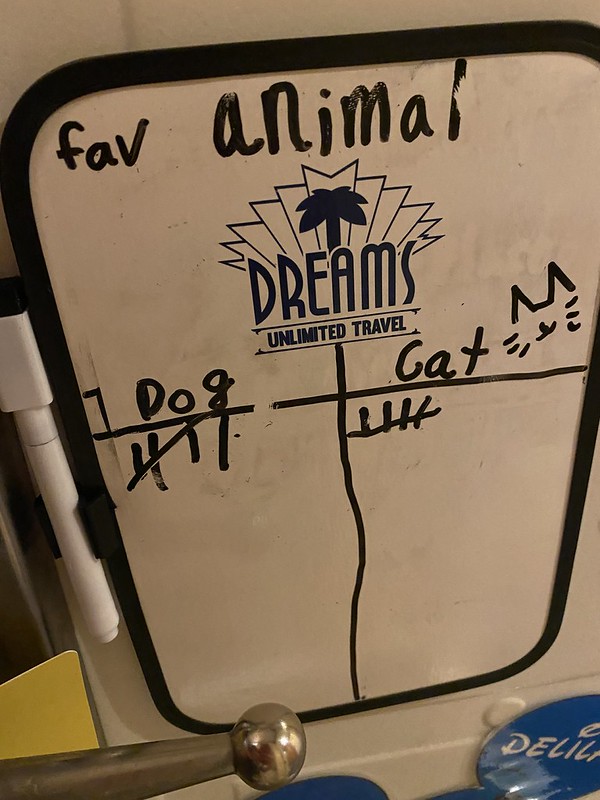 fav animal
DREAMS
UNLIMITED TRAVEL
Dog Cat